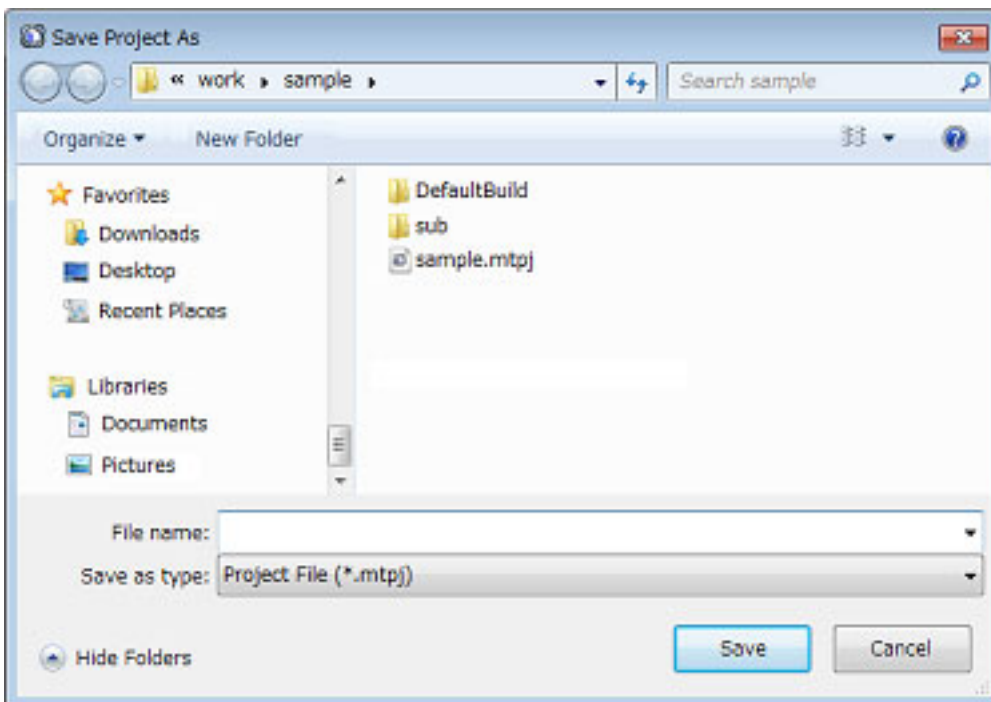 Save Project As
« work ▸ sample ▸
Search sample
Organize ▾ New Folder
Favorites
Downloads
Desktop
Recent Places
Libraries
Documents
Pictures
DefaultBuild
sub
sample.mtpj
File name:
Save as type: Project File (*.mtpj)
Hide Folders
Save
Cancel